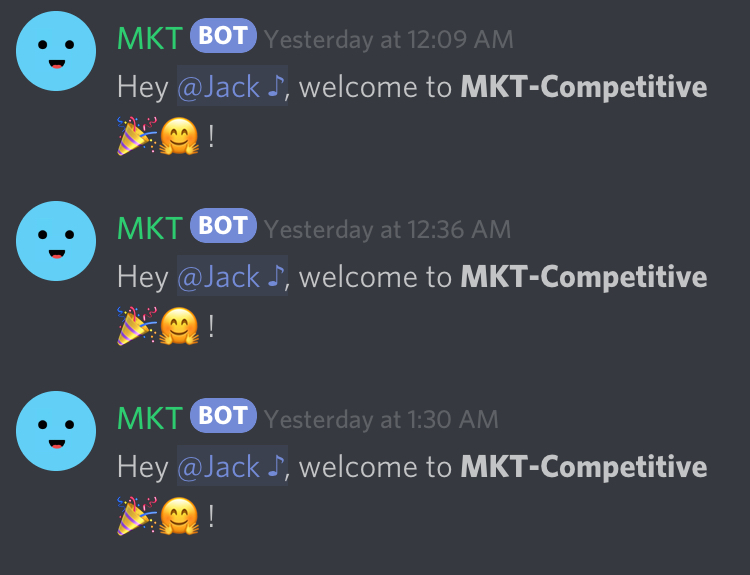 MKT BOT Yesterday at 12:09 AM
Hey @Jack ♪, welcome to MKT-Competitive
🎉🤗 !
MKT BOT Yesterday at 12:36 AM
Hey @Jack ♪, welcome to MKT-Competitive
🎉🤗 !
MKT BOT Yesterday at 1:30 AM
Hey @Jack ♪, welcome to MKT-Competitive
🎉🤗 !